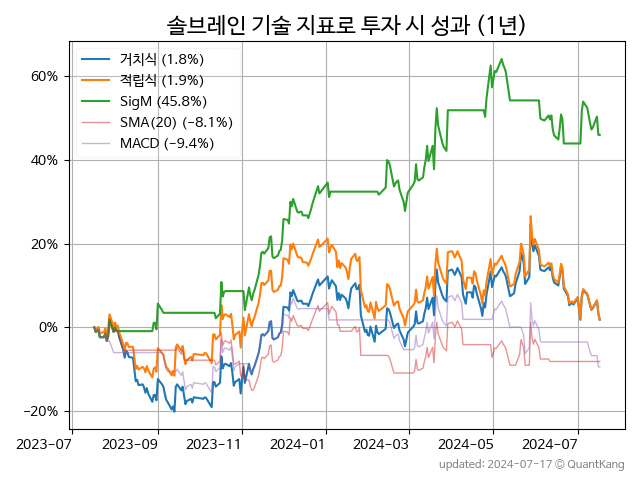 솔브레인 기술 지표로 투자 시 성과 (1년)
거치식 (1.8%)
적립식 (1.9%)
SigM (45.8%)
SMA(20) (−8.1%)
MACD (−9.4%)
60%
40%
20%
0%
−20%
2023-07 2023-09 2023-11 2024-01 2024-03 2024-05 2024-07
updated: 2024-07-17 © QuantKang